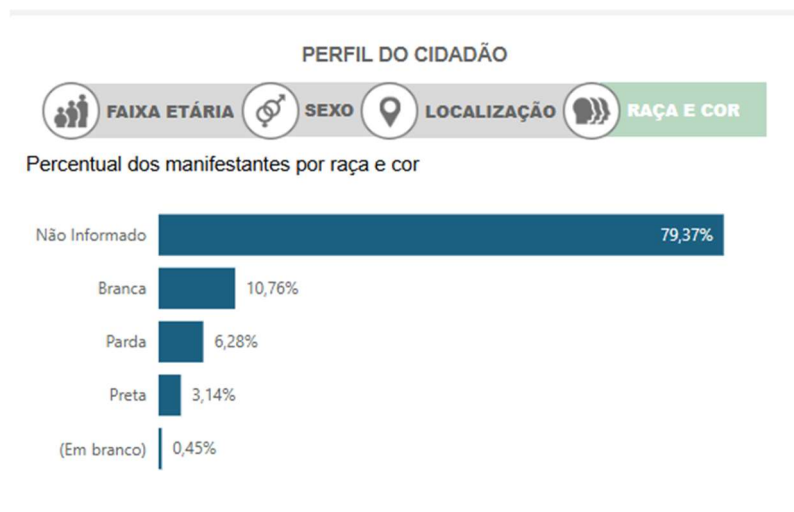 PERFIL DO CIDADÃO
FAIXA ETÁRIA SEXO LOCALIZAÇÃO RAÇA E COR
Percentual dos manifestantes por raça e cor
Não Informado 79,37%
Branca 10,76%
Parda 6,28%
Preta 3,14%
(Em branco) 0,45%